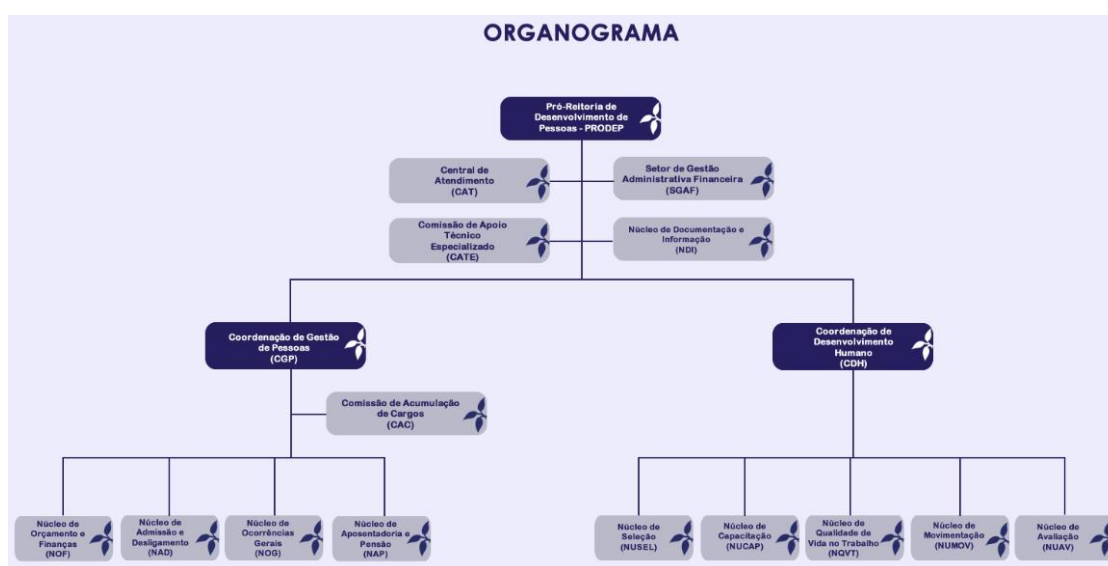 ORGANOGRAMA
Pró-Reitoria de
Desenvolvimento de
Pessoas - PRODEP
Central de
Atendimento
(CAT)
Setor de Gestão
Administrativa Financeira
(SGAF)
Comissão de Apoio
Técnico
Especializado
(CATE)
Núcleo de Documentação e
Informação
(NDI)
Coordenação de Gestão
de Pessoas
(CGP)
Coordenação de
Desenvolvimento
Humano
(CDH)
Comissão de Acumulação
de Cargos
(CAC)
Núcleo de
Orçamento e
Finanças
(NOF)
Núcleo de
Admissão e
Desligamento
(NAD)
Núcleo de
Ocorrências
Gerais
(NOG)
Núcleo de
Aposentadoria e
Pensão
(NAP)
Núcleo de
Seleção
(NUSEL)
Núcleo de
Capacitação
(NUCAP)
Núcleo de
Qualidade de
Vida no Trabalho
(NQVT)
Núcleo de
Movimentação
(NUMOV)
Núcleo de
Avaliação
(NUAV)